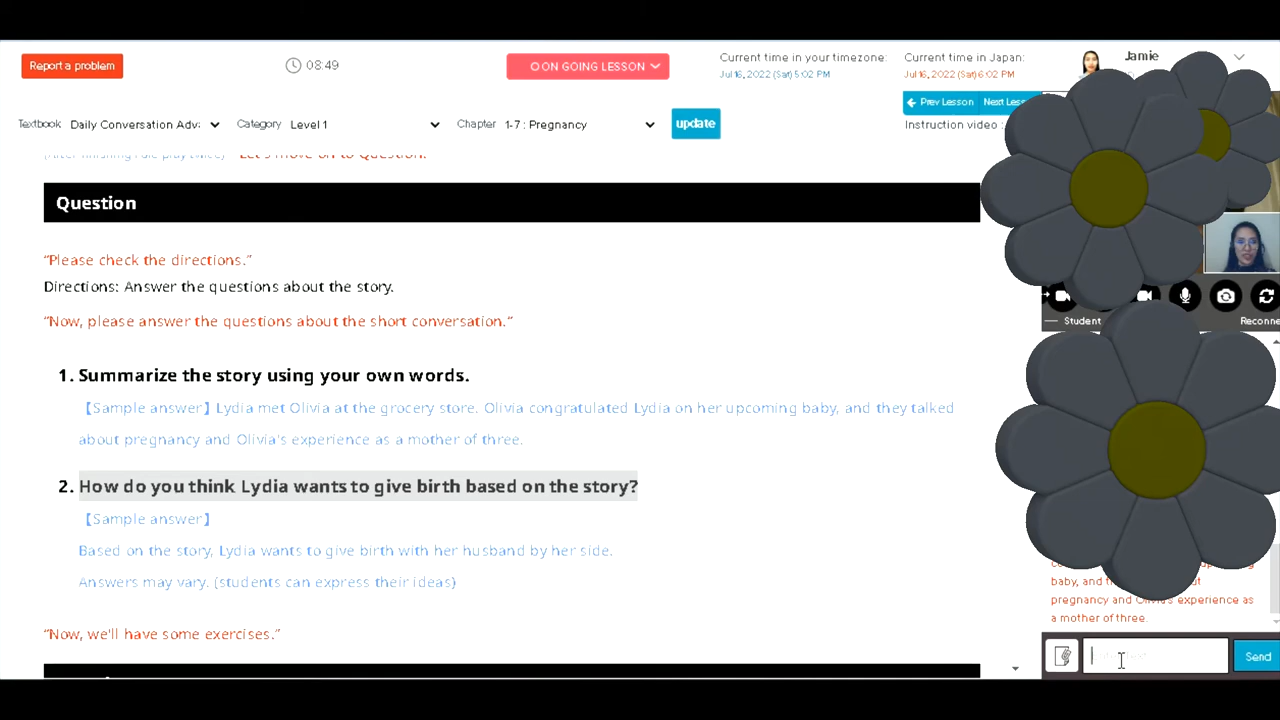 Report a problem
08:49
O ON GOING LESSON
Current time in your timezone:
Jul 16, 2022 (Sat) 5:02 PM
Current time in Japan:
Jul 16, 2022 (Sat) 6:02 PM
Jamie
Prev Lesson Next
Instruction video :
Textbook Daily Conversation Adv: Category Level 1 Chapter 1-7 : Pregnancy update
(After finishing role play twice) "Let's move on to Question."
Question
"Please check the directions."
Directions: Answer the questions about the story.
"Now, please answer the questions about the short conversation."
1. Summarize the story using your own words.
【Sample answer】Lydia met Olivia at the grocery store. Olivia congratulated Lydia on her upcoming baby, and they talked
about pregnancy and Olivia's experience as a mother of three.
2. How do you think Lydia wants to give birth based on the story?
【Sample answer】
Based on the story, Lydia wants to give birth with her husband by her side.
Answers may vary. (students can express their ideas)
"Now, we'll have some exercises."
Student
Reconne
baby, and
pregnancy and Olivia's experience as
a mother of three.
Send